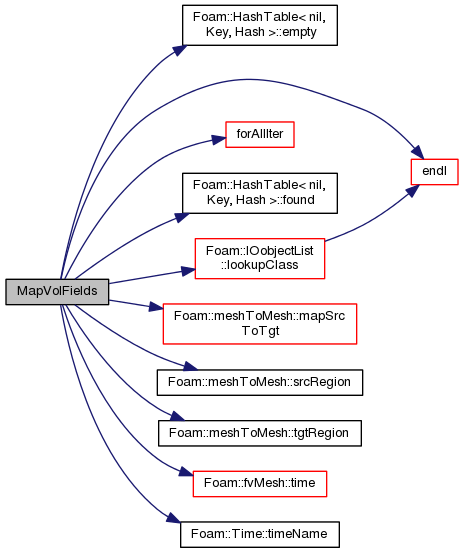 Foam::HashTable< nil,
Key, Hash >::empty
forAllIter
endl
Foam::HashTable< nil,
Key, Hash >::found
Foam::IOobjectList
::lookupClass
MapVolFields
Foam::meshToMesh::mapSrc
ToTgt
Foam::meshToMesh::srcRegion
Foam::meshToMesh::tgtRegion
Foam::fvMesh::time
Foam::Time::timeName